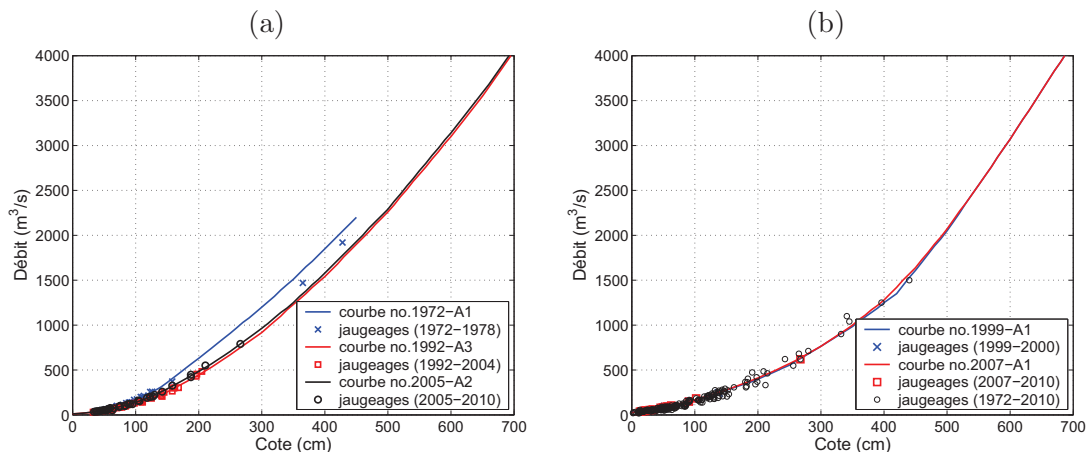 (a)
4000
3500
3000
2500
2000
1500
1000
500
0
0 100 200 300 400 500 600 700
Débit (m³/s)
Cote (cm)
courbe no.1972−A1
jaugeages (1972−1978)
courbe no.1992−A3
jaugeages (1992−2004)
courbe no.2005−A2
jaugeages (2005−2010)
(b)
4000
3500
3000
2500
2000
1500
1000
500
0
0 100 200 300 400 500 600 700
Débit (m³/s)
Cote (cm)
courbe no.1999−A1
jaugeages (1999−2000)
courbe no.2007−A1
jaugeages (2007−2010)
jaugeages (1972−2010)